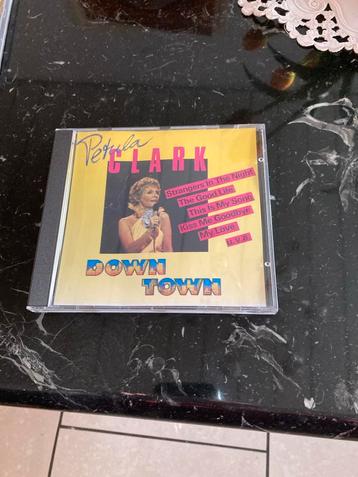 Petula
CLARK
Strangers In The Night
The Good Life
This Is My Song
Kiss Me Goodbye
My Love
U.V.A.
DOWN
TOWN